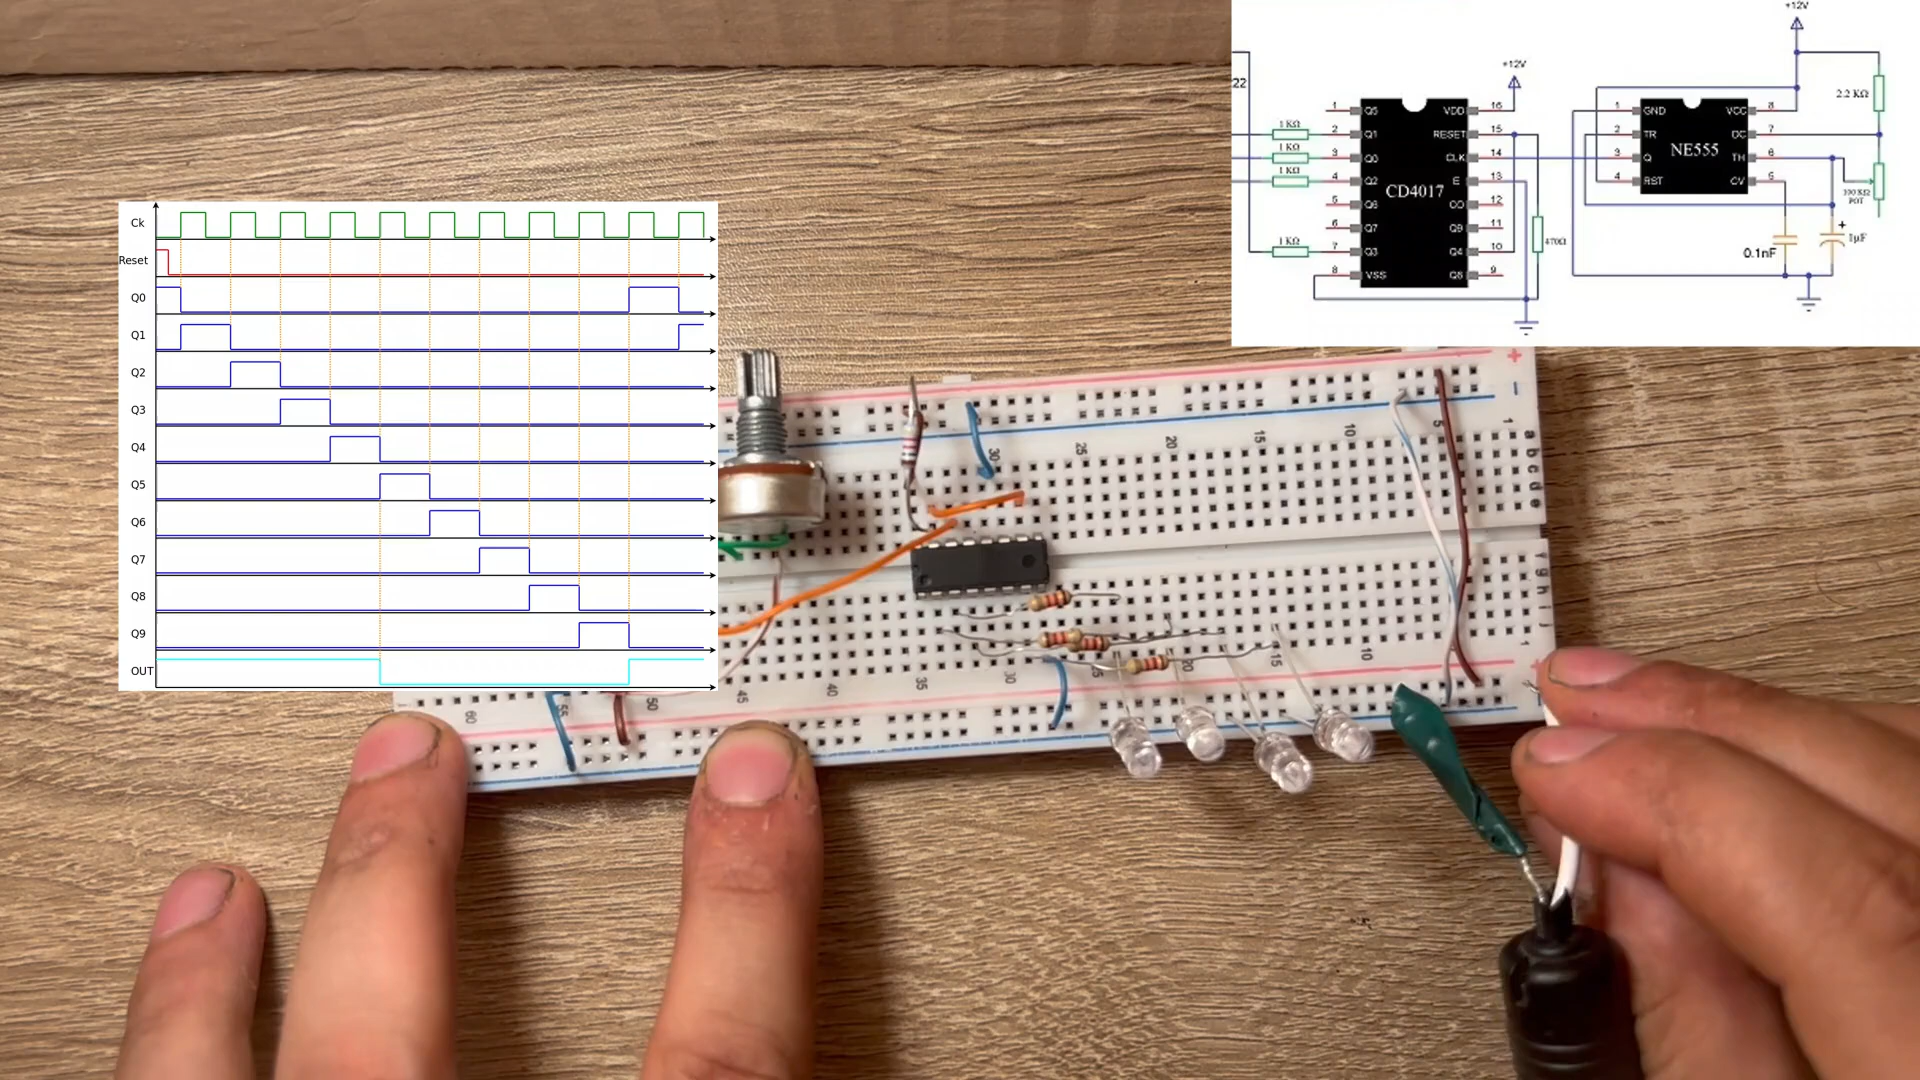 Ck
Reset
Q0
Q1
Q2
Q3
Q4
Q5
Q6
Q7
Q8
Q9
OUT
22
1 KΩ
1 KΩ
1 KΩ
1 KΩ
1 Q5 VDD 16
2 Q1 RESET 15
3 Q0 CLK 14
4 Q2 E 13
5 Q6 CO 12
6 Q7 Q9 11
7 Q3 Q4 10
8 VSS Q8 9
CD4017
+12V
470Ω
+12V
1 GND VCC 8
2 TR DC 7
3 Q TH 6
4 RST CV 5
NE555
2.2 KΩ
100 KΩ
POT
0.1nF
+
1µF
+
-
30 25 20 15 10 5 1
a b c d e
60 55 50 45 40 35 30 20 15 10 1